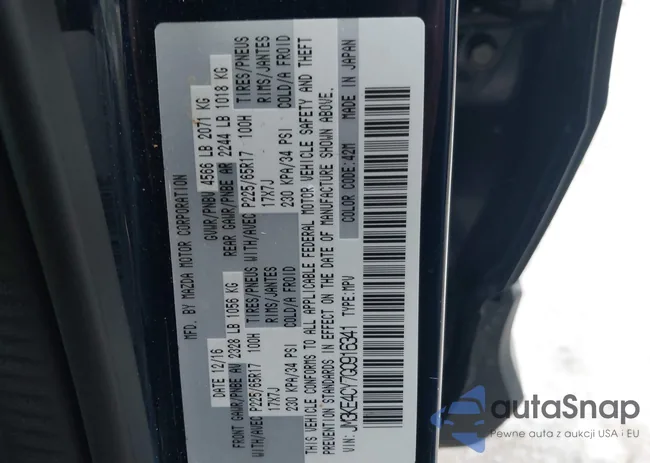 MFD. BY MAZDA MOTOR CORPORATION
12/16 GVWR/PNBV 4566 LB 2071 KG
FRONT GAWR/PNBE AV 2328 LB 1056 KG REAR GAWR/PNBE AR 2244 LB 1018 KG
WITH/AVEC P225/65R17 100H TIRES/PNEUS WITH/AVEC P225/65R17 100H TIRES/PNEUS
17X7J RIMS/JANTES 17X7J RIMS/JANTES
230 KPA/34 PSI COLD/A FROID 230 KPA/34 PSI COLD/A FROID
THIS VEHICLE CONFORMS TO ALL APPLICABLE FEDERAL MOTOR VEHICLE SAFETY AND THEFT
PREVENTION STANDARDS IN EFFECT ON THE DATE OF MANUFACTURE SHOWN ABOVE.
VIN: JM3KE4CY7G0916341 TYPE:MPV COLOR CODE:42M MADE IN JAPAN
autoSnap
Pewne auta z aukcji USA i EU